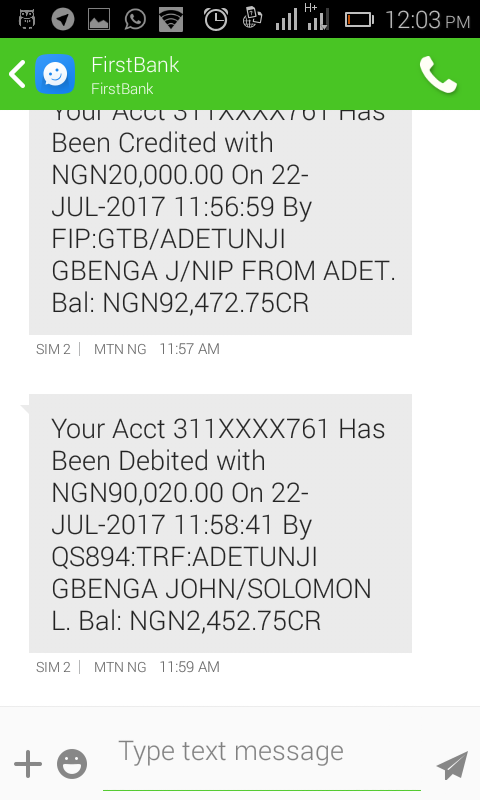 H+
12:03 PM
FirstBank
FirstBank
Your Acct 311XXXX761 Has
Been Credited with
NGN20,000.00 On 22-
JUL-2017 11:56:59 By
FIP:GTB/ADETUNJI
GBENGA J/NIP FROM ADET.
Bal: NGN92,472.75CR
SIM 2 | MTN NG 11:57 AM
Your Acct 311XXXX761 Has
Been Debited with
NGN90,020.00 On 22-
JUL-2017 11:58:41 By
QS894:TRF:ADETUNJI
GBENGA JOHN/SOLOMON
L. Bal: NGN2,452.75CR
SIM 2 | MTN NG 11:59 AM
Type text message